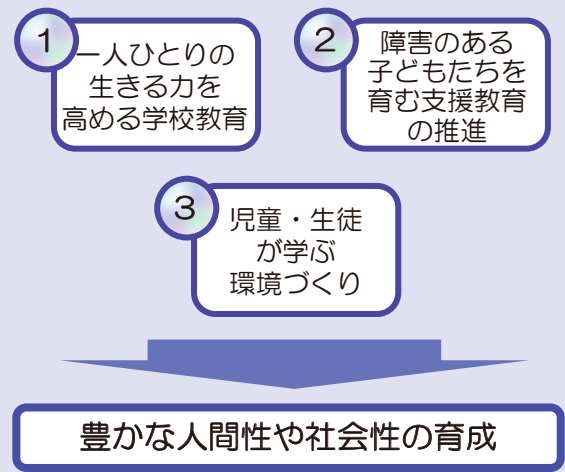 1
一人ひとりの
生きる力を
高める学校教育
2
障害のある
子どもたちを
育む支援教育
の推進
3
児童・生徒
が学ぶ
環境づくり
豊かな人間性や社会性の育成